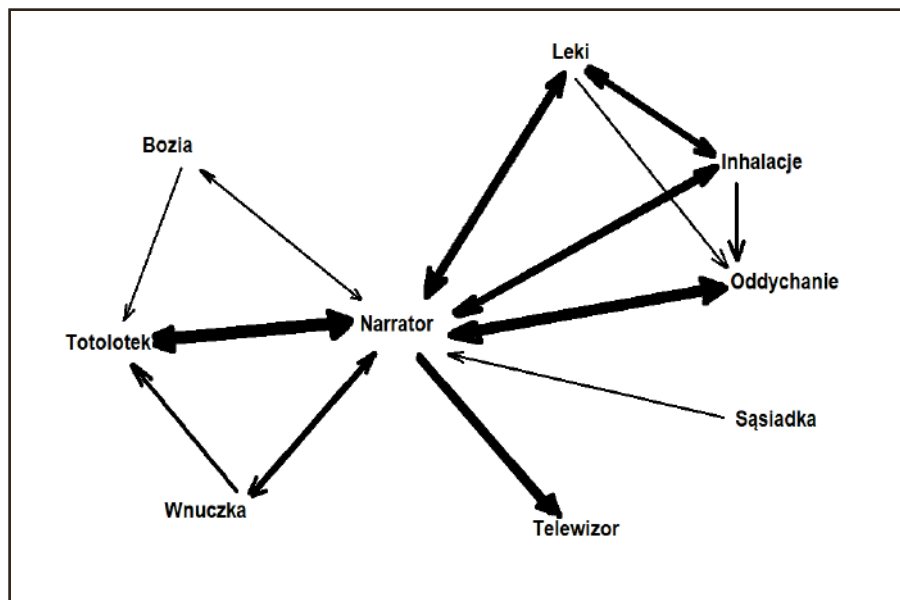 Leki
Bozia
Inhalacje
Oddychanie
Narrator
Totolotek
Sąsiadka
Wnuczka
Telewizor